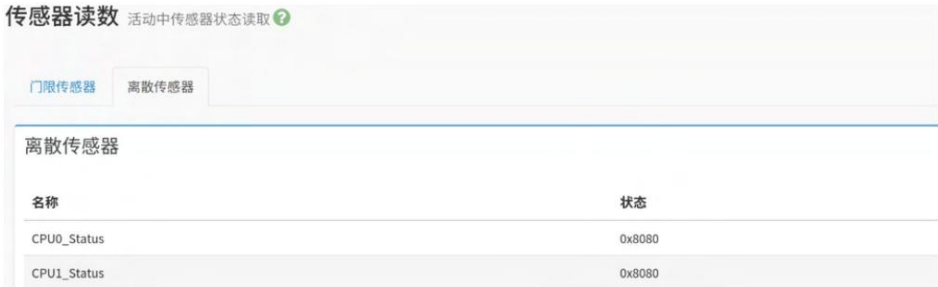 传感器读数 活动中传感器状态读取
门限传感器 离散传感器
离散传感器
名称 状态
CPU0_Status 0x8080
CPU1_Status 0x8080